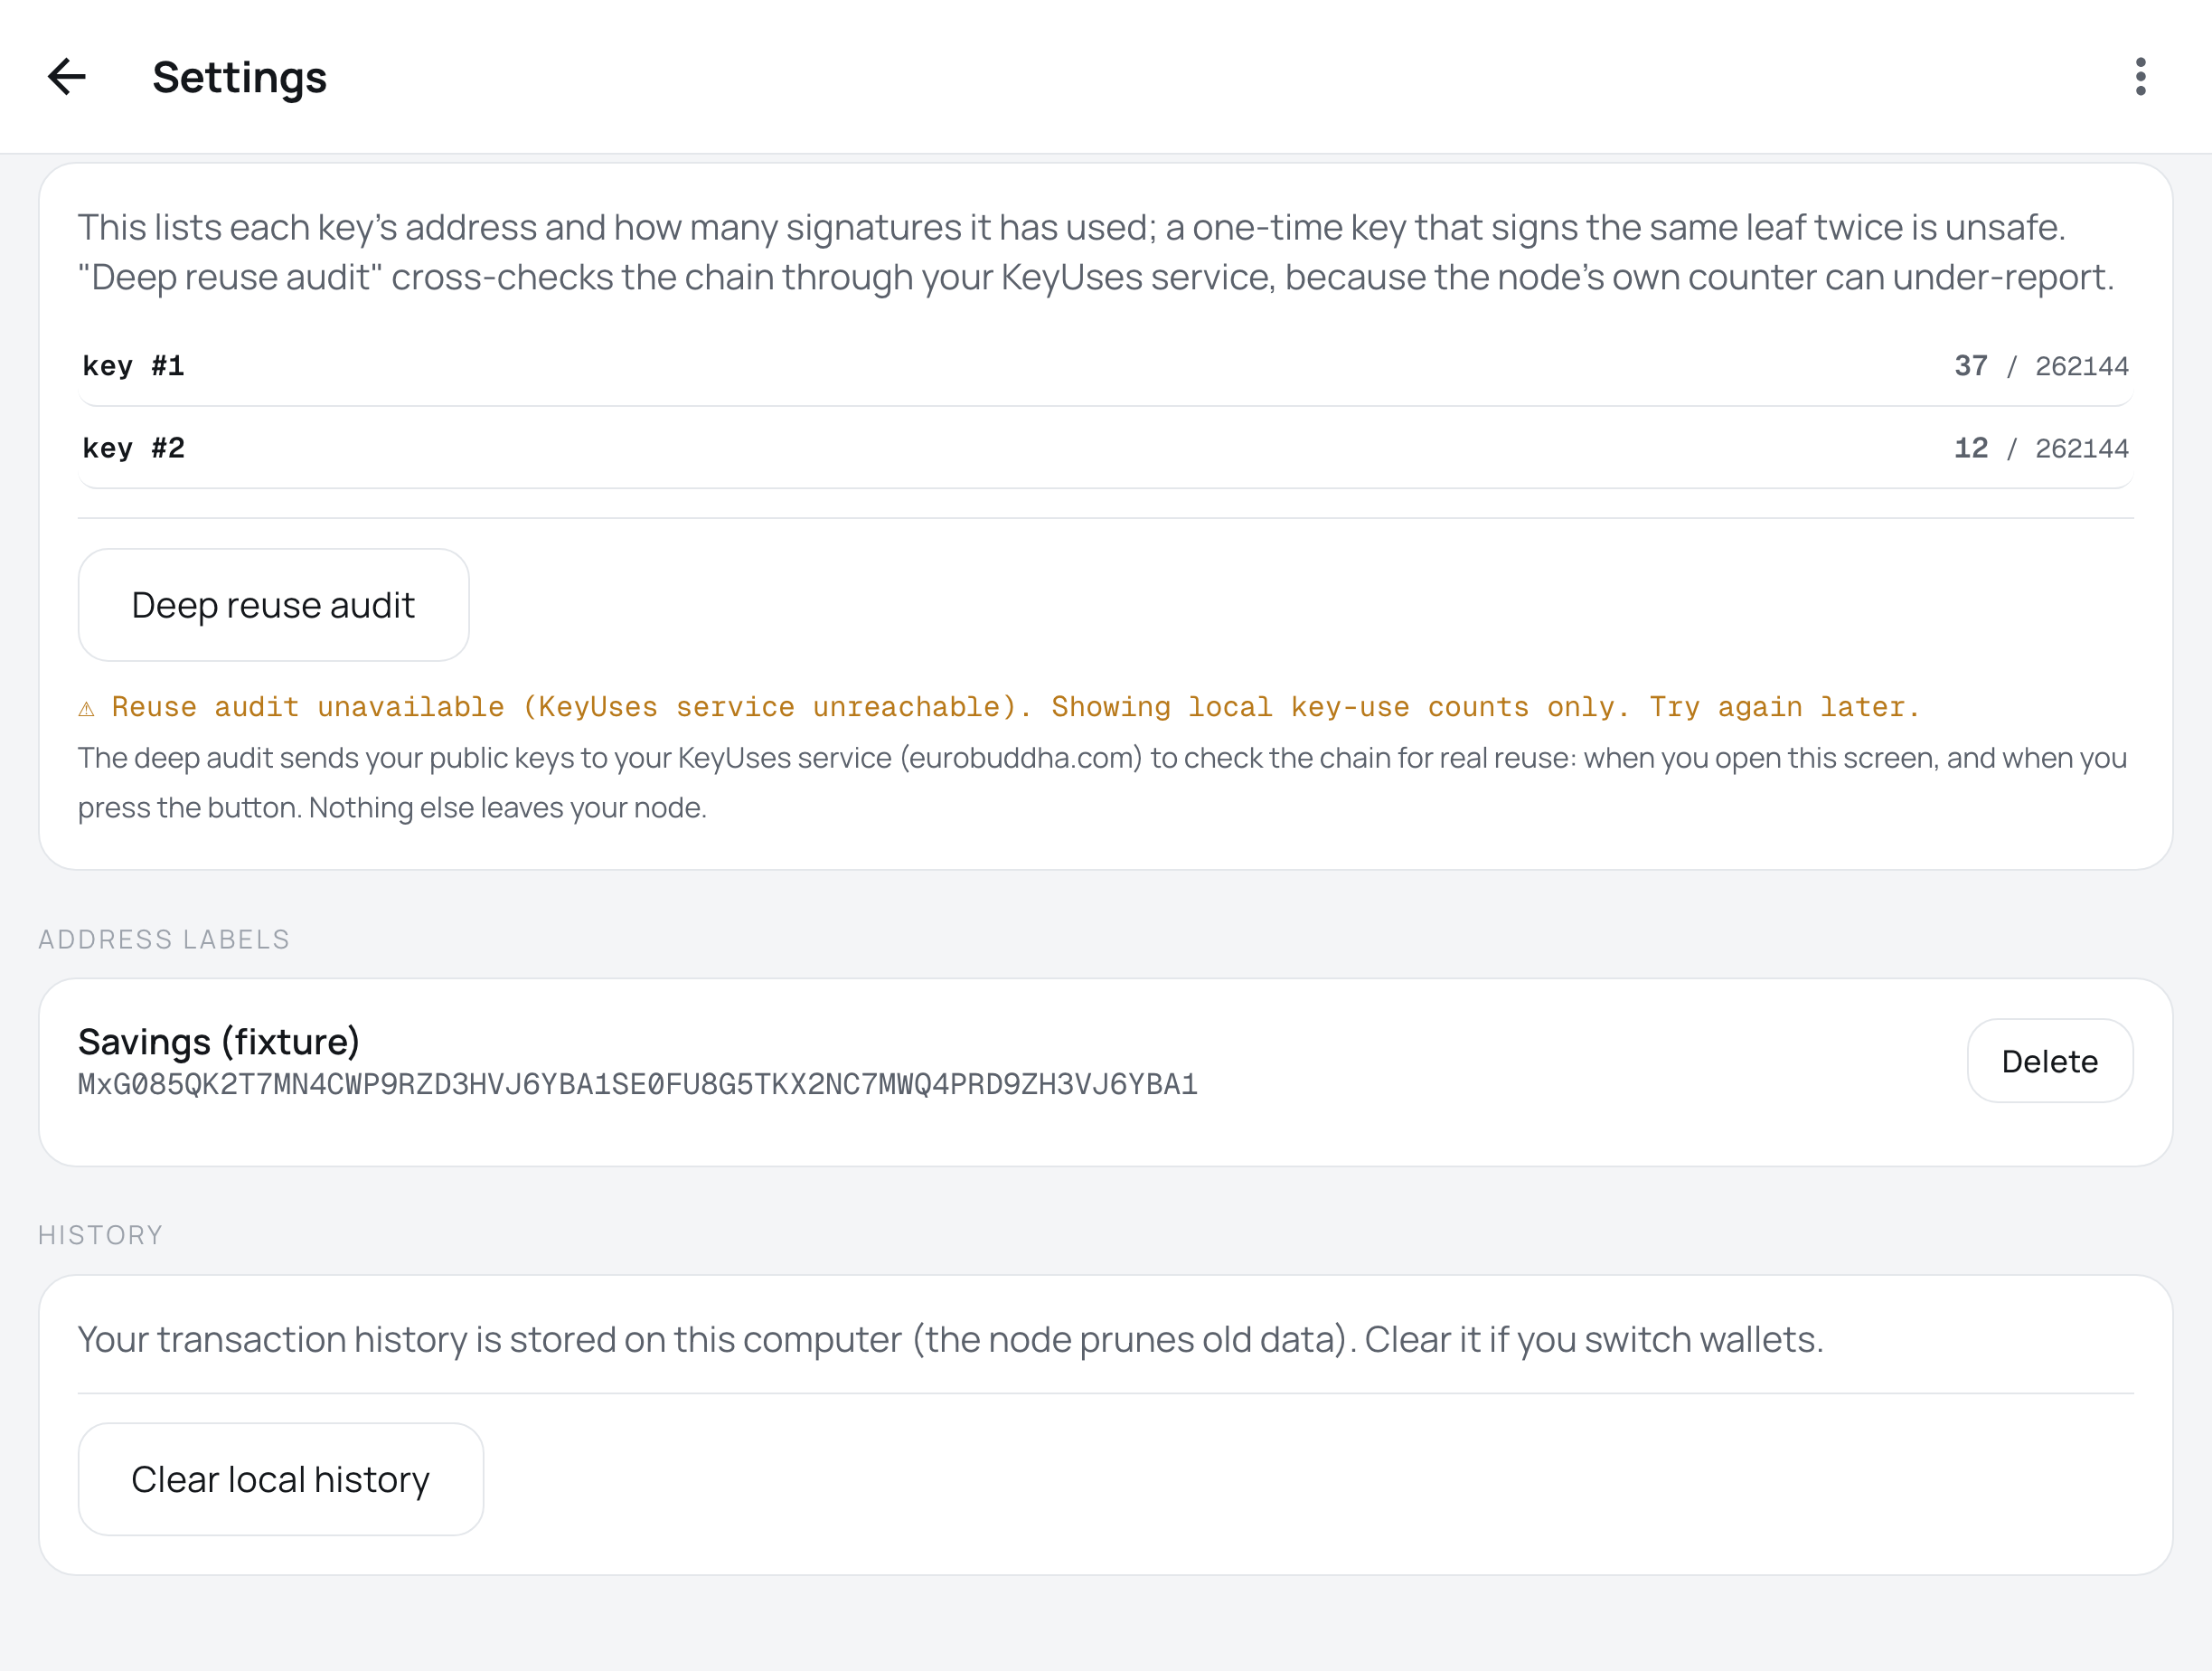 Settings
This lists each key’s address and how many signatures it has used; a one-time key that signs the same leaf twice is unsafe.
"Deep reuse audit" cross-checks the chain through your KeyUses service, because the node’s own counter can under-report.
key #1 37 / 262144
key #2 12 / 262144
Deep reuse audit
⚠ Reuse audit unavailable (KeyUses service unreachable). Showing local key-use counts only. Try again later.
The deep audit sends your public keys to your KeyUses service (eurobuddha.com) to check the chain for real reuse: when you open this screen, and when you
press the button. Nothing else leaves your node.
ADDRESS LABELS
Savings (fixture)
MxG085QK2T7MN4CWP9RZD3HVJ6YBA1SE0FU8G5TKX2NC7MWQ4PRD9ZH3VJ6YBA1
Delete
HISTORY
Your transaction history is stored on this computer (the node prunes old data). Clear it if you switch wallets.
Clear local history